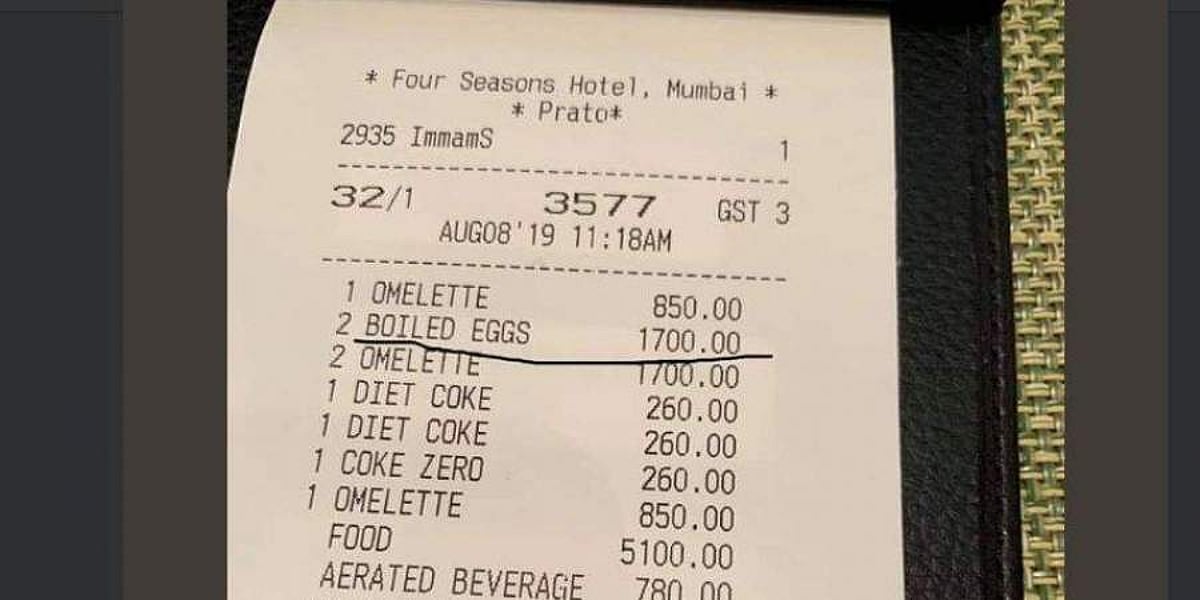 * Four Seasons Hotel, Mumbai *
* Prato*
2935 ImmamS 1
32/1 3577 GST 3
AUG08'19 11:18AM
1 OMELETTE 850.00
2 BOILED EGGS 1700.00
2 OMELETTE 1700.00
1 DIET COKE 260.00
1 DIET COKE 260.00
1 COKE ZERO 260.00
1 OMELETTE 850.00
FOOD 5100.00
AERATED BEVERAGE 780.00